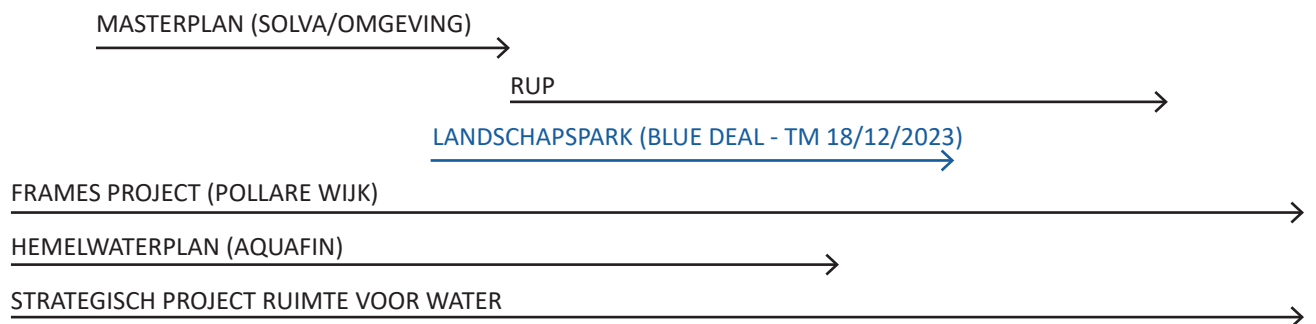 MASTERPLAN (SOLVA/OMGEVING)
RUP
LANDSCHAPSPARK (BLUE DEAL - TM 18/12/2023)
FRAMES PROJECT (POLLARE WIJK)
HEMELWATERPLAN (AQUAFIN)
STRATEGISCH PROJECT RUIMTE VOOR WATER